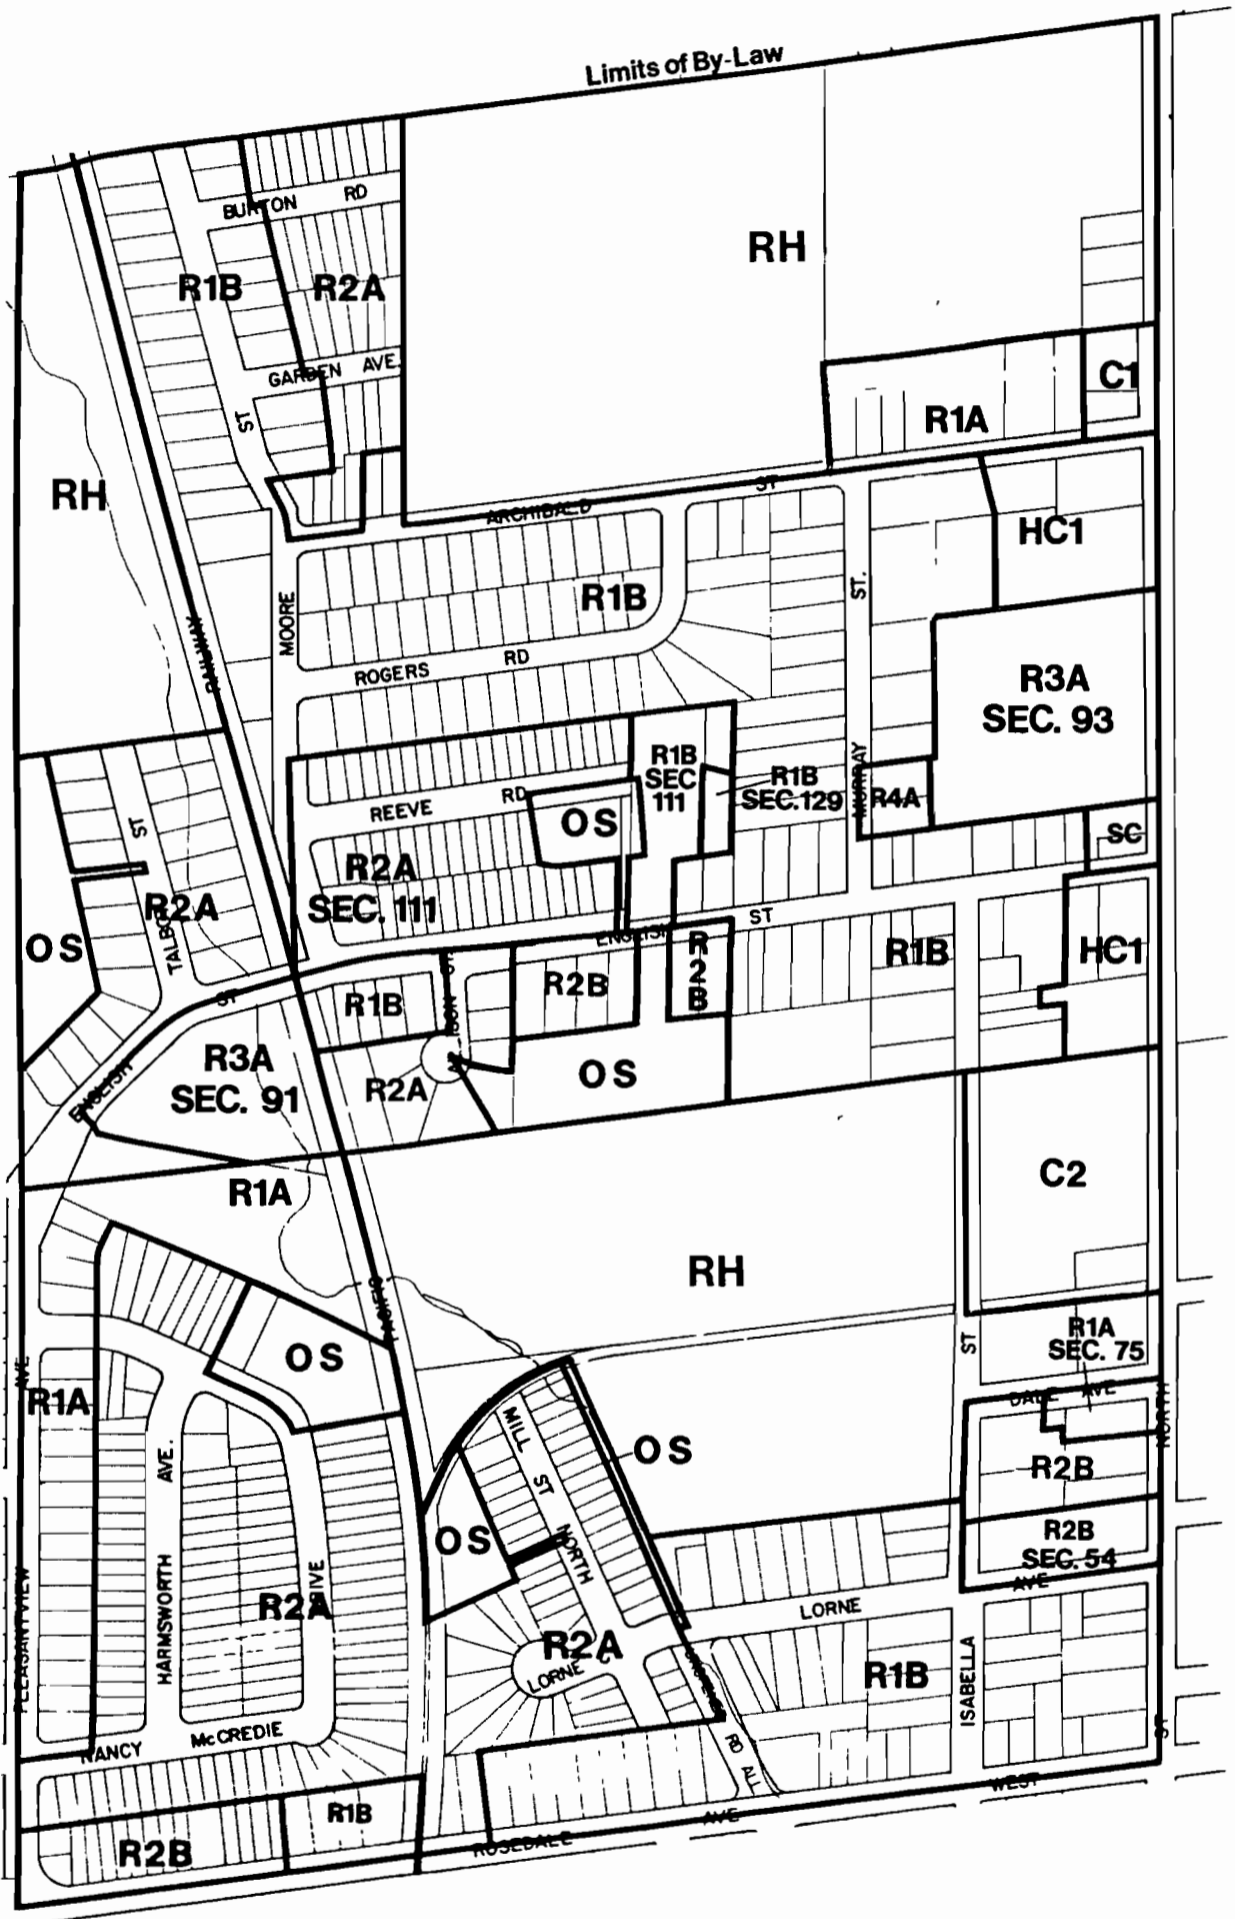 Limits of By-Law
BURTON RD
RH
R1B
R2A
GARDEN AVE.
C1
ST
R1A
RH
ST
ARCHIBALD
HC1
R1B
ST.
MOORE
RAILWAY
ROGERS RD
R3A
SEC. 93
R1B
SEC
111
R1B
SEC. 129
MURRAY
R4A
REEVE RD
OS
ST
SC
R2A
SEC. 111
R2A
TALBOT
ST
ENGLISH
OS
R2B
R1B
HC1
R2B
R1B
ST
R3A
SEC. 91
R2A
OS
ENGLISH
C2
R1A
RH
PACIFIC
R1A
SEC. 75
ST
OS
DALE AVE
AVE
R1A
NORTH
MILL
ST
NORTH
OS
AVE.
R2B
OS
R2B
SEC. 54
AVE
DRIVE
HARMSWORTH
R2A
LORNE
PLEASANTVIEW
R2A
LORNE
R1B
ISABELLA
ST
NANCY McCREDIE
RD
ALL
WEST
R1B
AVE
R2B
ROSEDALE